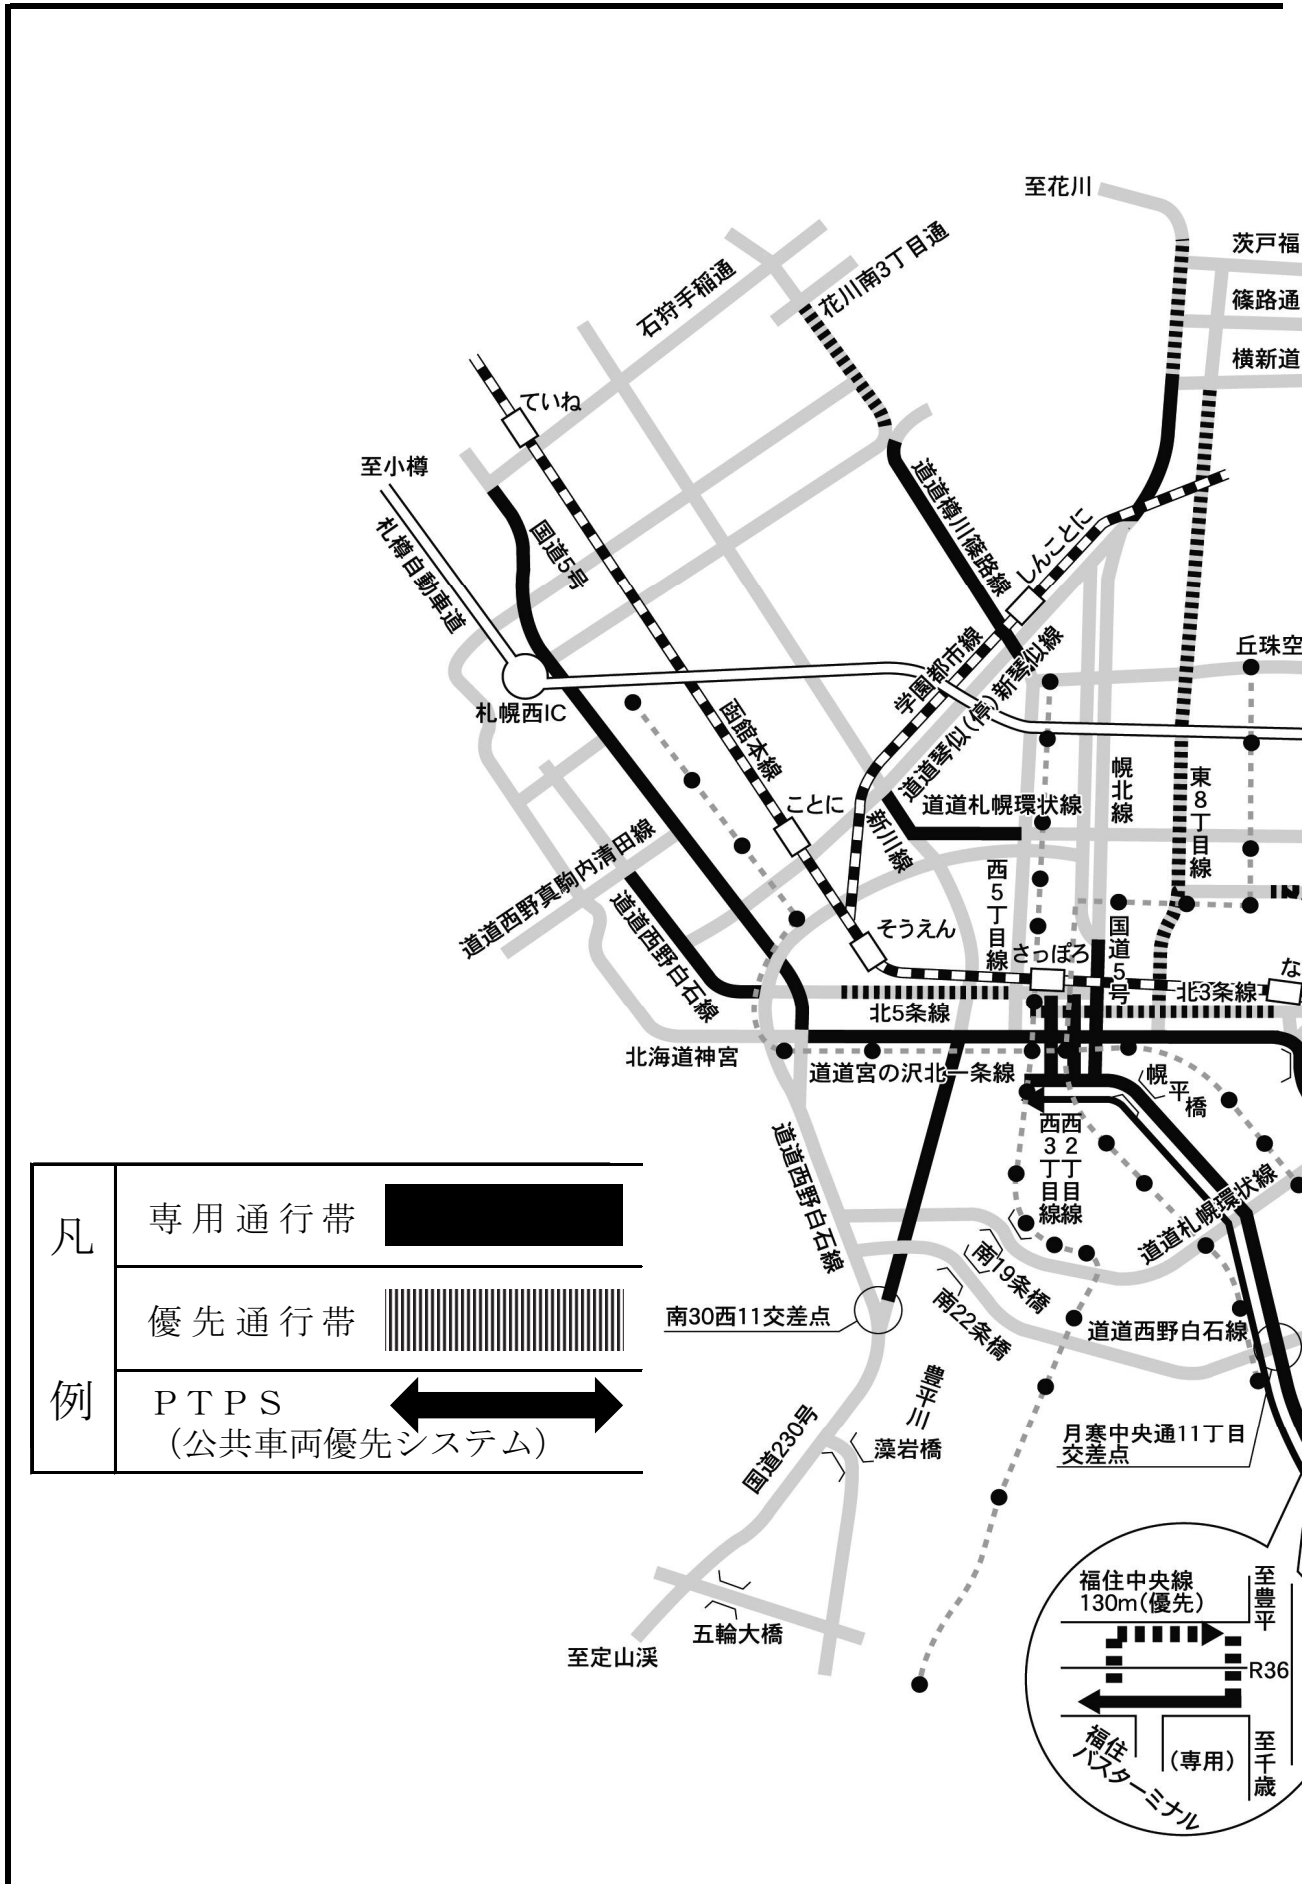 至花川
茨戸福
篠路通
横新道
花川南3丁目通
石狩手稲通
ていね
至小樽
札樽自動車道
国道5号
道道樽川篠路線
しんことに
学園都市線
道道琴似(停)新琴似線
丘珠空
札幌西IC
函館本線
ことに
新川線
道道札幌環状線
幌北線
東8丁目線
道道西野真駒内清田線
道道西野白石線
そうえん
西5丁目線
さっぽろ
国道5号
な
北3条線
北5条線
北海道神宮
道道宮の沢北一条線
幌平橋
西3丁目線
西2丁目線
道道西野白石線
道道札幌環状線
南19条橋
南22条橋
南30西11交差点
道道西野白石線
豊平川
月寒中央通11丁目
交差点
国道230号
藻岩橋
五輪大橋
至定山渓
凡例
専用通行帯
優先通行帯
PTPS
(公共車両優先システム)
福住中央線
130m(優先)
至豊平
R36
福住
バスターミナル
(専用)
至千歳